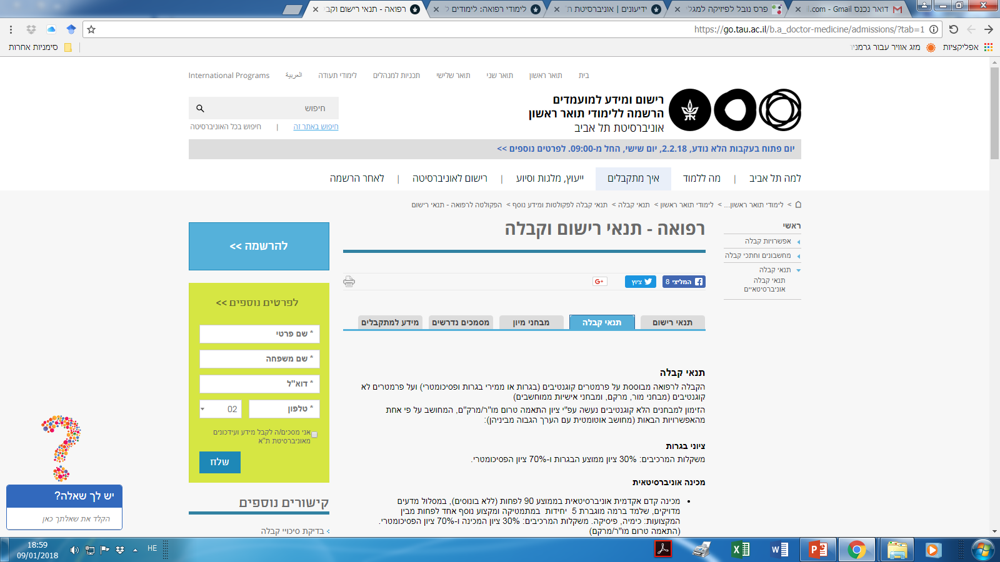 רפואה - תנאי רישום וקבי
לימודי רפואה: לימודים ל
ידיעונים | אוניברסיטת ת
פרס נובל לפיזיקה למגלי
דואר נכנס - il.com - Gmail
https://go.tau.ac.il/b.a_doctor-medicine/admissions/?tab=1
אפליקציות
מזג אוויר עבור גרמניי
סימניות אחרות
בית
תואר ראשון
תואר שני
תואר שלישי
תכניות למנהלים
לימודי תעודה
العربية
International Programs
רישום ומידע למועמדים
הרשמה ללימודי תואר ראשון
אוניברסיטת תל אביב
חיפוש
חיפוש באתר זה | חיפוש בכל האוניברסיטה
יום פתוח בעקבות הלא נודע, 2.2.18, יום שישי, החל מ-09:00. לפרטים נוספים >>
למה תל אביב | מה ללמוד
איך מתקבלים
ייעוץ, מלגות וסיוע | רישום לאוניברסיטה | לאחר הרשמה
> לימודי תואר ראשון... > לימודי תואר ראשון > תנאי קבלה > תנאי קבלה לפקולטות ומידע נוסף > הפקולטה לרפואה - תנאי רישום
ראשי
אפשרויות קבלה
מחשבונים וחתכי קבלה
תנאי קבלה
תנאי קבלה
אוניברסיטאיים
רפואה - תנאי רישום וקבלה
המליצי 8
ציוץ
G+
תנאי רישום
תנאי קבלה
מבחני מיון
מסמכים נדרשים
מידע למתקבלים
תנאי קבלה
הקבלה לרפואה מבוססת על פרמטרים קוגנטיבים (בגרות או ממירי בגרות ופסיכומטרי) ועל פרמטרים לא
קוגנטיבים (מבחני מור, מרקם, ומבחני אישיות ממוחשבים)
הזימון למבחנים הלא קוגנטיבים נעשה עפ"י ציון התאמה טרום מו"ר/מרק"ם, המחושב על פי אחת
מהאפשרויות הבאות (מחושב אוטומטית עם הערך הגבוה מביניהן):
ציוני בגרות
משקלות המרכיבים: 30% ציון ממוצע הבגרות ו-70% ציון הפסיכומטרי.
מכינה אוניברסיטאית
• מכינה קדם אקדמית אוניברסיטאית בממוצע 90 לפחות (ללא בונוסים), במסלול מדעים
מדויקים, שלמד ברמה מוגברת 5 יחידות במתמטיקה ומקצוע נוסף אחד לפחות מבין
המקצועות: כימיה, פיסיקה. משקלות המרכיבים: 30% ציון המכינה ו-70% ציון הפסיכומטרי.
(התאמה טרום מו"ר/מרקם)
להרשמה >>
לפרטים נוספים >>
* שם פרטי
* שם משפחה
* דוא"ל
* טלפון
02
אני מסכים/ה לקבל מידע ועידכונים
מאוניברסיטת ת"א
שלח
קישורים נוספים
בדיקת סיכויי קבלה
יש לך שאלה?
הקלד את שאלתך כאן
HE
18:59
09/01/2018